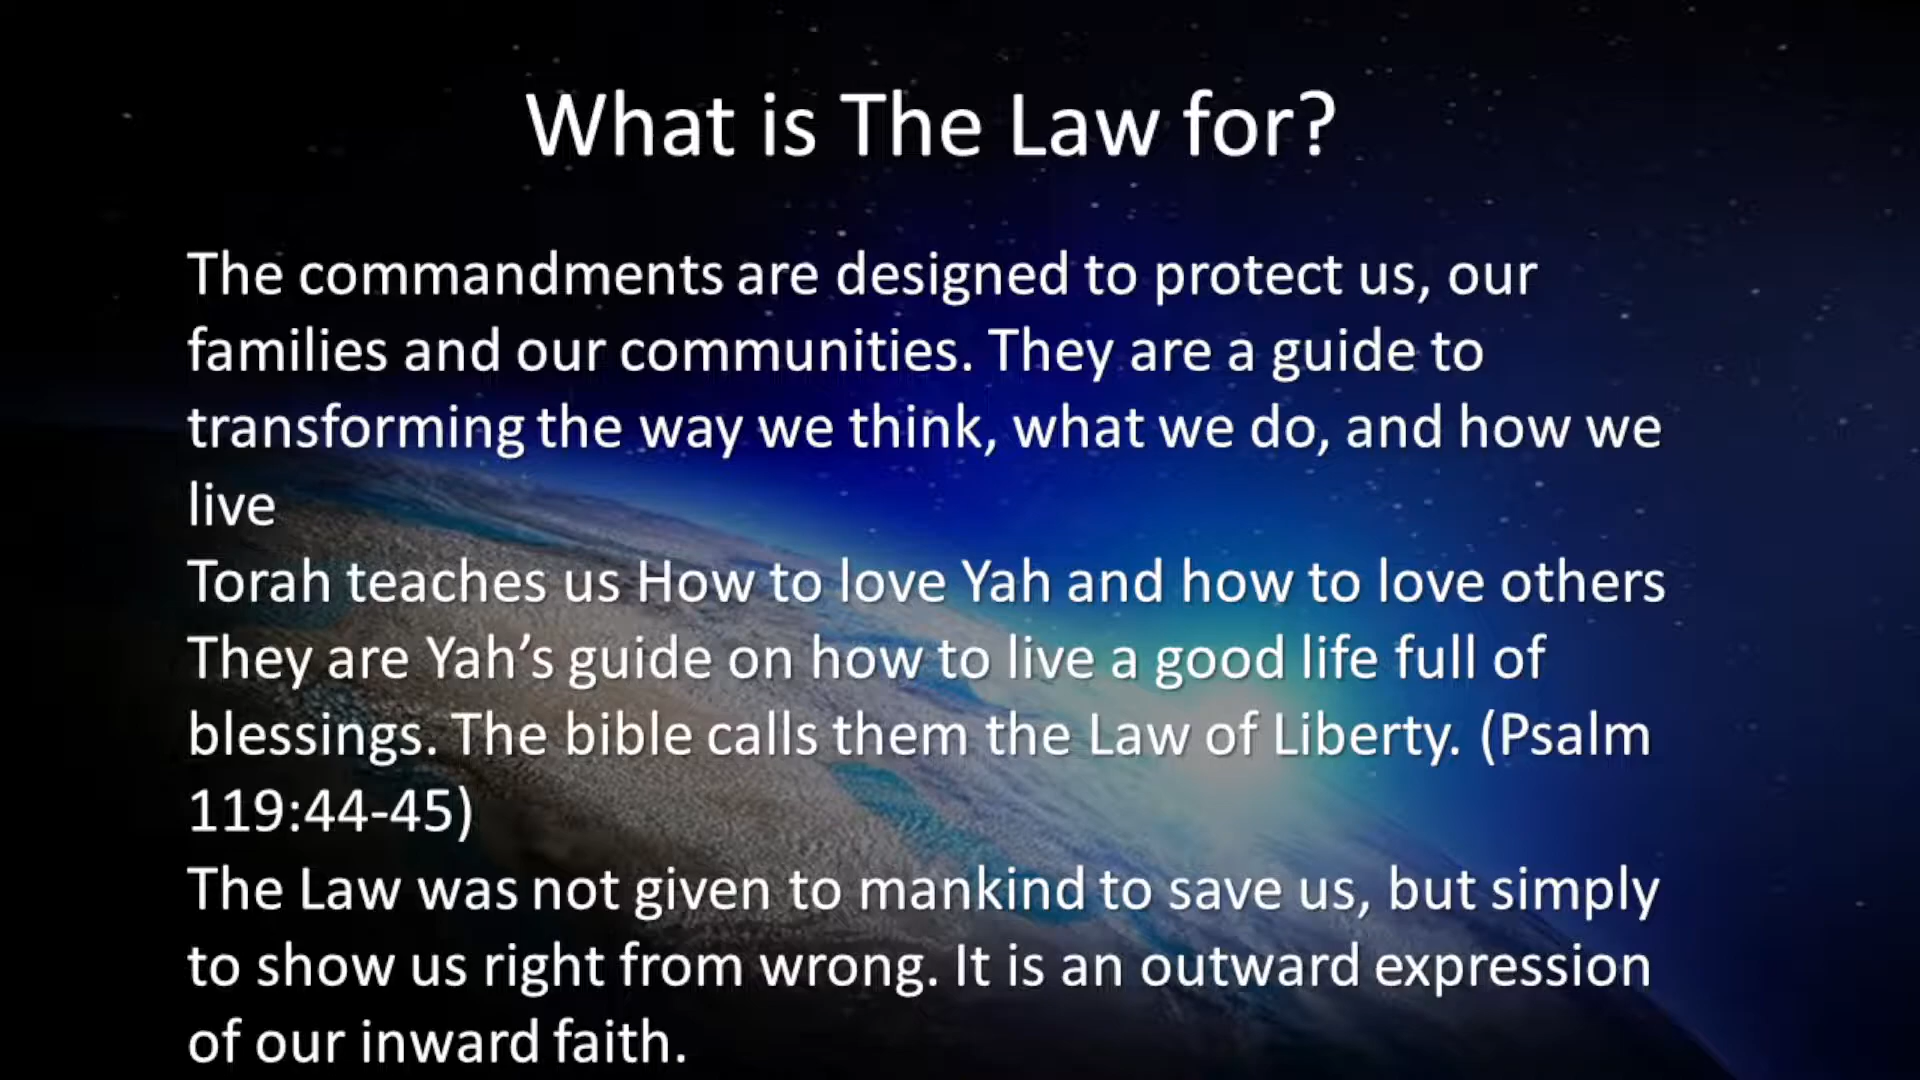 What is The Law for?
The commandments are designed to protect us, our
families and our communities. They are a guide to
transforming the way we think, what we do, and how we
live
Torah teaches us How to love Yah and how to love others
They are Yah’s guide on how to live a good life full of
blessings. The bible calls them the Law of Liberty. (Psalm
119:44-45)
The Law was not given to mankind to save us, but simply
to show us right from wrong. It is an outward expression
of our inward faith.